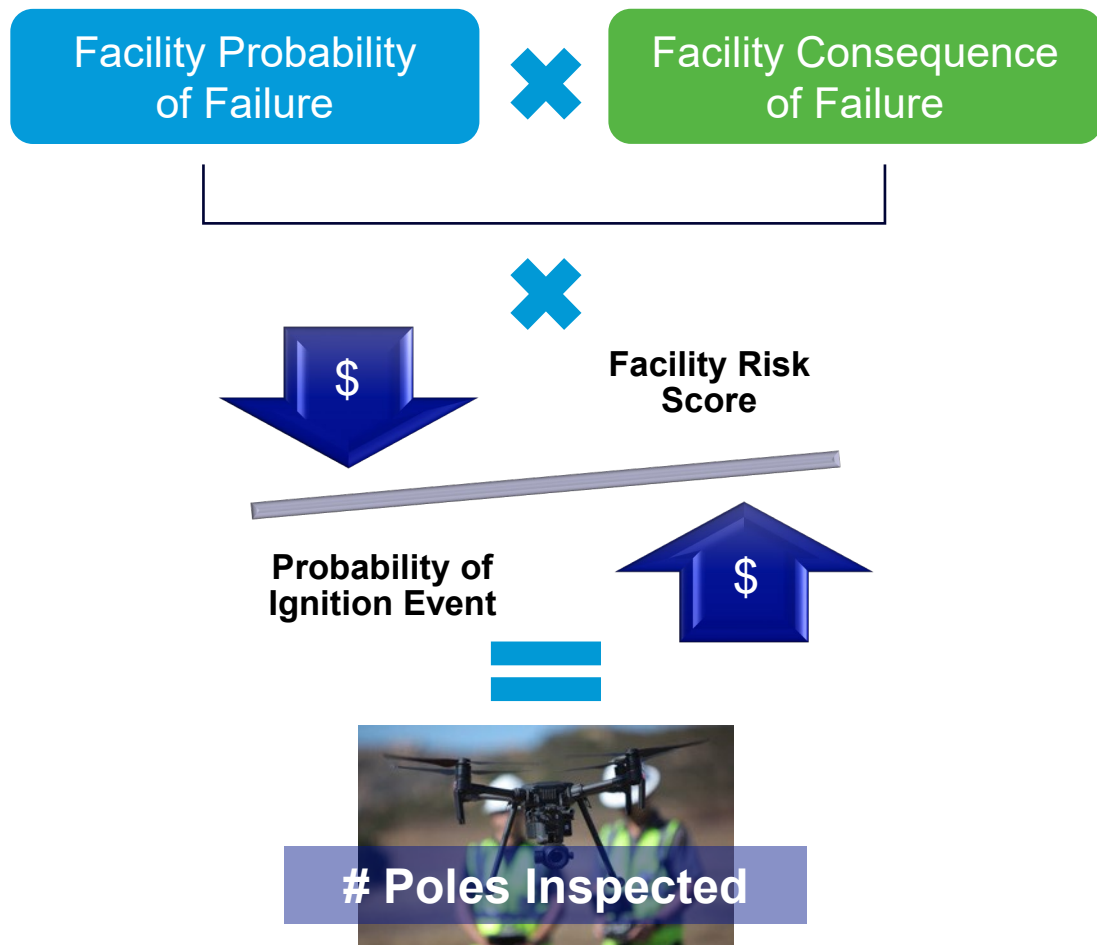 Facility Probability
of Failure
Facility Consequence
of Failure
$
Facility Risk
Score
Probability of
Ignition Event
$
# Poles Inspected